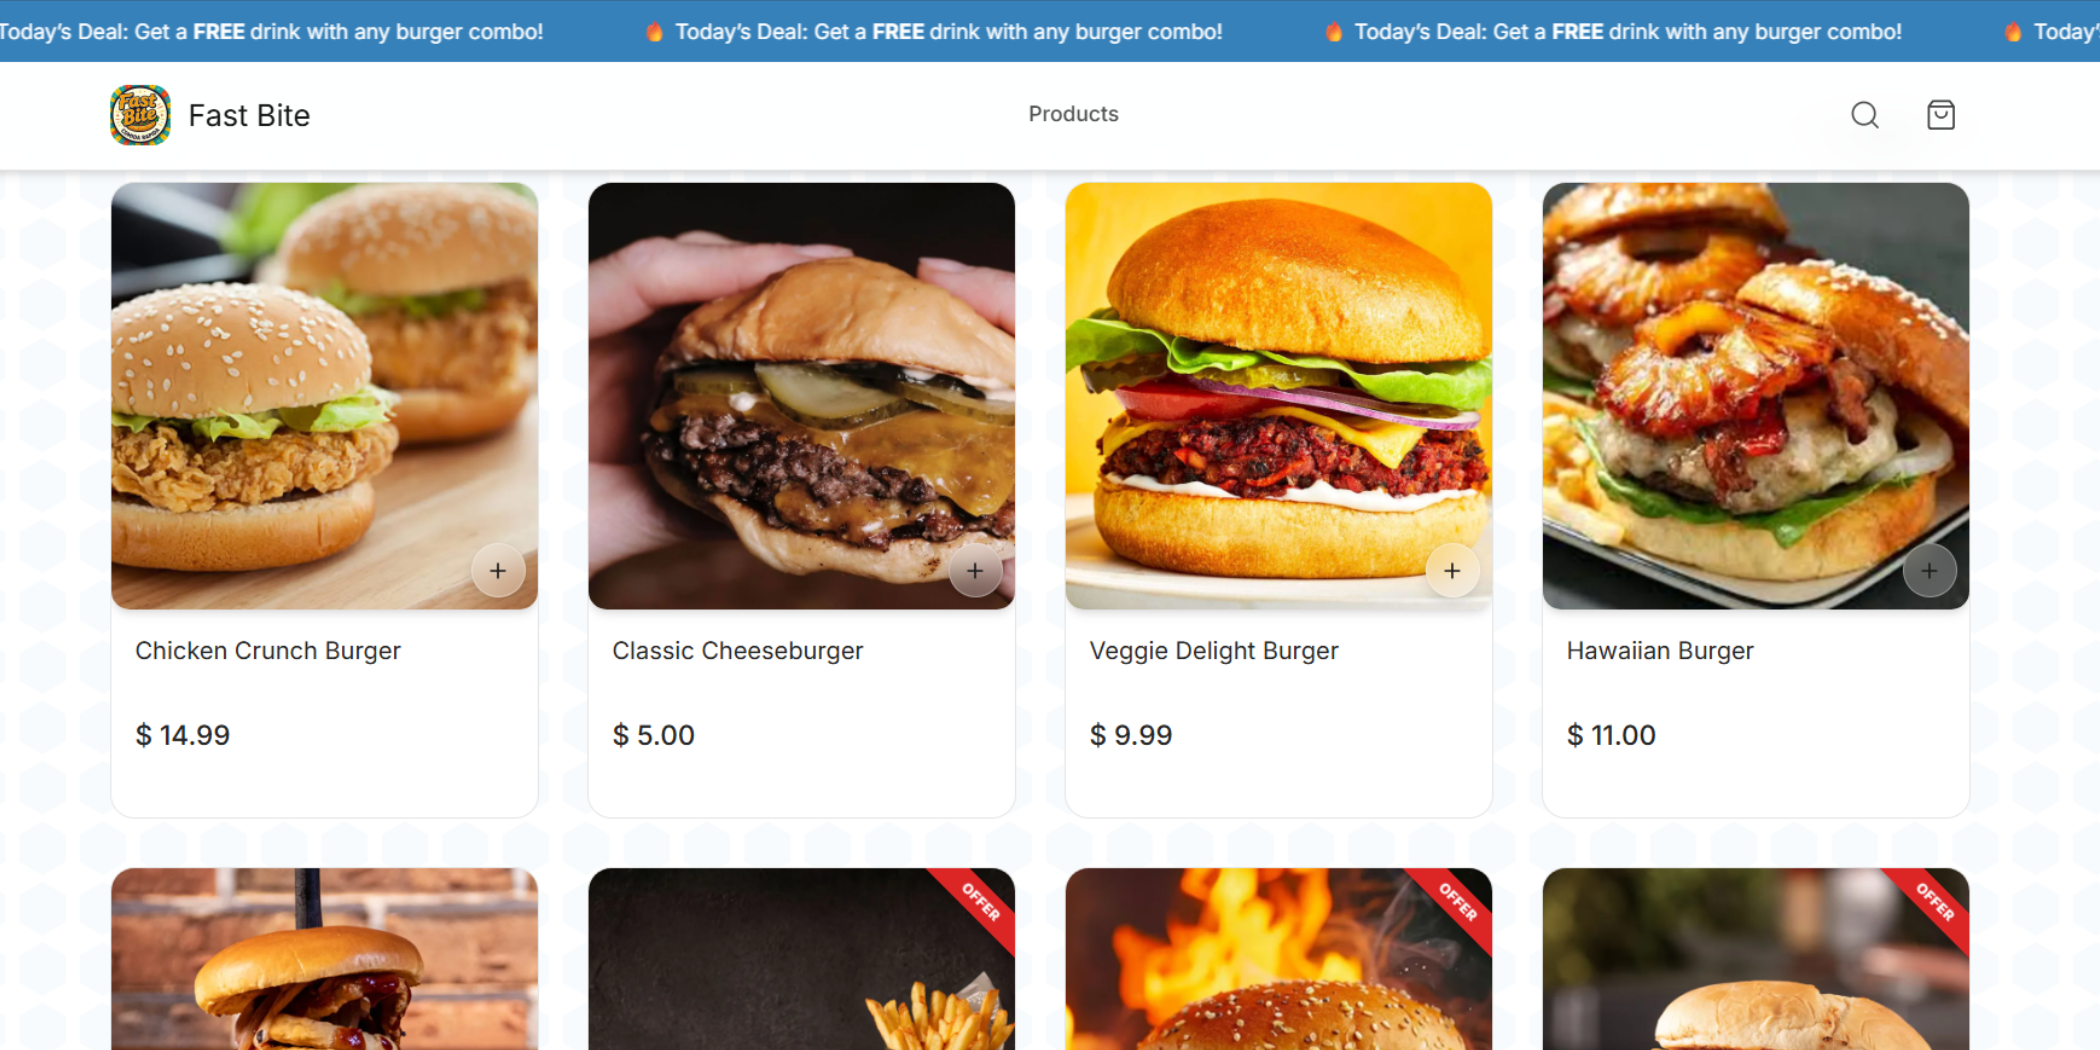 Today’s Deal: Get a FREE drink with any burger combo! 🔥 Today’s Deal: Get a FREE drink with any burger combo! 🔥 Today’s Deal: Get a FREE drink with any burger combo! 🔥 Today’
Fast Bite COMIDA RAPIDA
Fast Bite
Products
Chicken Crunch Burger
Classic Cheeseburger
Veggie Delight Burger
Hawaiian Burger
$ 14.99
$ 5.00
$ 9.99
$ 11.00
OFFER
OFFER
OFFER